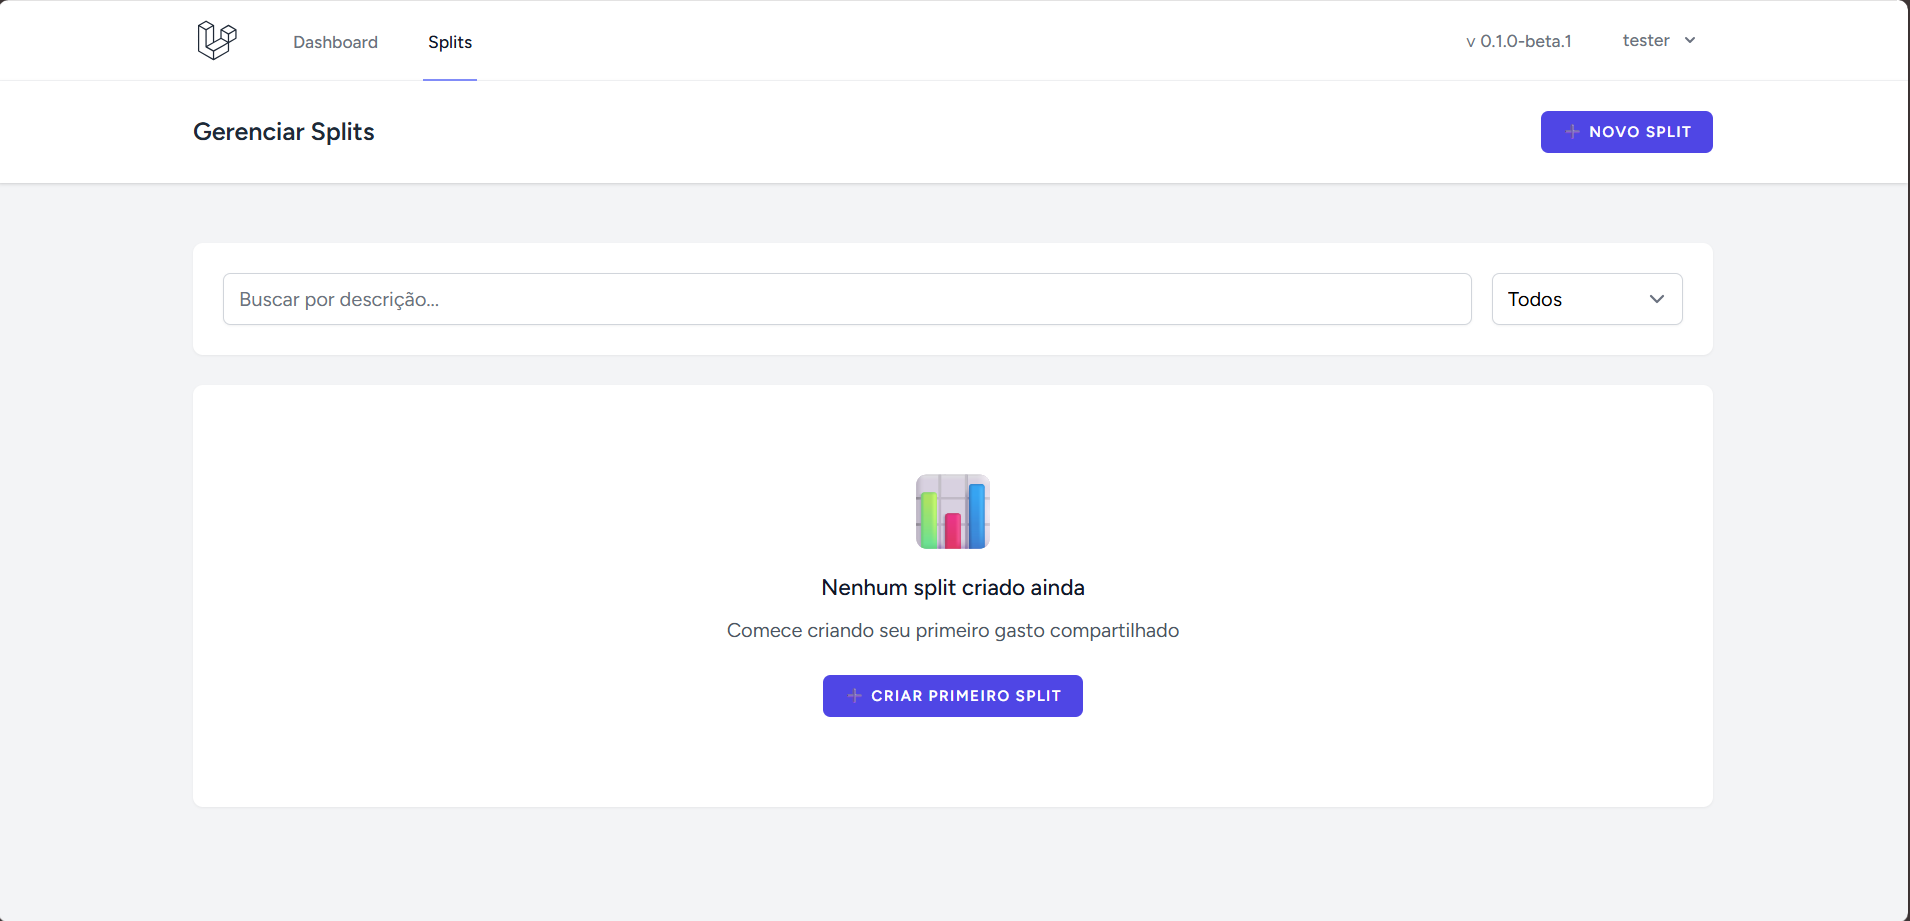 Dashboard Splits v 0.1.0-beta.1 tester
Gerenciar Splits + NOVO SPLIT
Buscar por descrição... Todos
Nenhum split criado ainda
Comece criando seu primeiro gasto compartilhado
+ CRIAR PRIMEIRO SPLIT